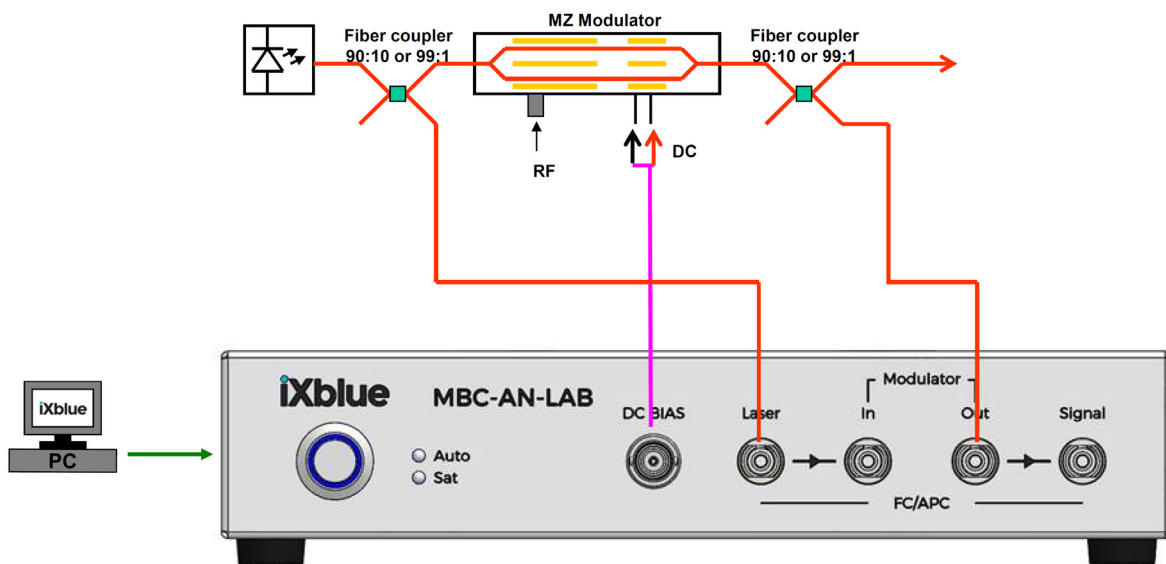 MZ Modulator
Fiber coupler
90:10 or 99:1
Fiber coupler
90:10 or 99:1
RF
DC
iXblue
MBC-AN-LAB
Auto
Sat
DC BIAS
Laser
Modulator
In
Out
Signal
FC/APC
iXblue
PC